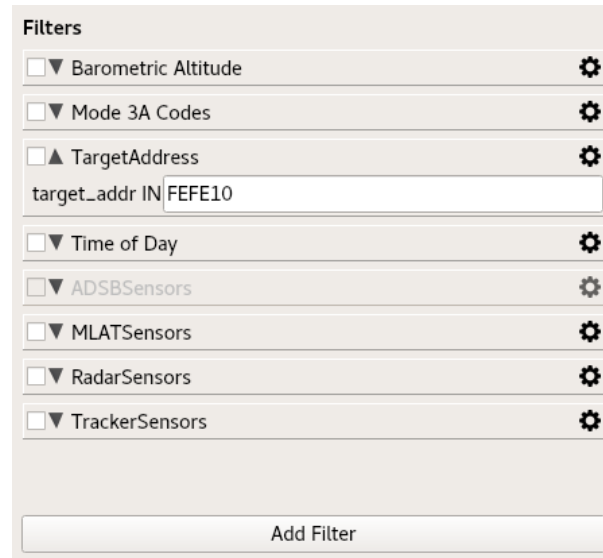 Filters
Barometric Altitude
Mode 3A Codes
TargetAddress
target_addr IN FEFE10
Time of Day
ADSBSensors
MLATSensors
RadarSensors
TrackerSensors
Add Filter